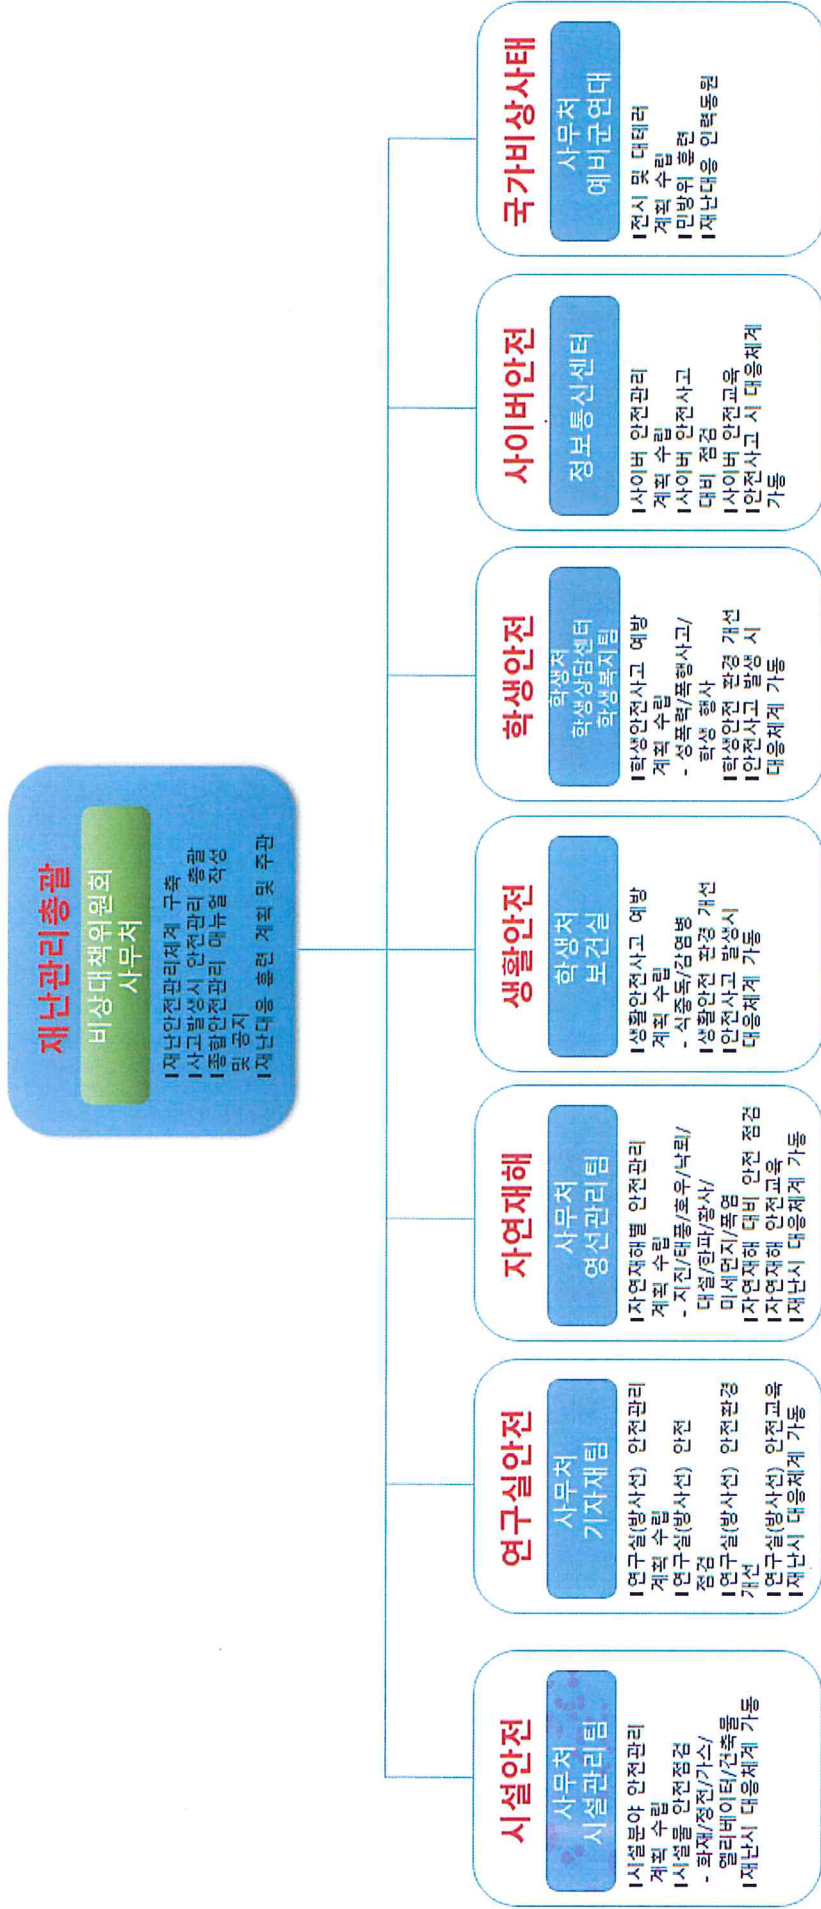 재난관리총괄
비상대책위원회
사무처
I재난안전관리체계 구축
I사고발생시 안전관리 총괄
I종합안전관리 매뉴얼 작성
및 공지
I재난대응 훈련 계획 및 주관
시설안전
사무처
시설관리팀
I시설분야 안전관리
계획 수립
I시설물 안전점검
- 화재/정전/가스/
엘리베이터/건축물
I재난시 대응체계 가동
연구실안전
사무처
기자재팀
I연구실(방사선) 안전관리
계획 수립
I연구실(방사선) 안전
점검
I연구실(방사선) 안전환경
개선
I연구실(방사선) 안전교육
I재난시 대응체계 가동
자연재해
사무처
영선관리팀
I자연재해별 안전관리
계획 수립
- 지진/태풍/호우/낙뢰/
대설/한파/황사/
미세먼지/폭염
I자연재해 대비 안전 점검
I자연재해 안전교육
I재난시 대응체계 가동
생활안전
학생처
보건실
I생활안전사고 예방
계획 수립
- 식중독/감염병
I생활안전 환경 개선
I안전사고 발생시
대응체계 가동
학생안전
학생처
학생상담센터
학생복지팀
I학생안전사고 예방
계획 수립
- 성폭력/폭행사고/
학생 행사
I학생안전 환경 개선
I안전사고 발생 시
대응체계 가동
사이버안전
정보통신센터
I사이버 안전관리
계획 수립
I사이버 안전사고
대비 점검
I사이버 안전교육
I안전사고 시 대응체계
가동
국가비상사태
사무처
예비군연대
I전시 및 대테러
계획 수립
I민방위 훈련
I재난대응 인력동원